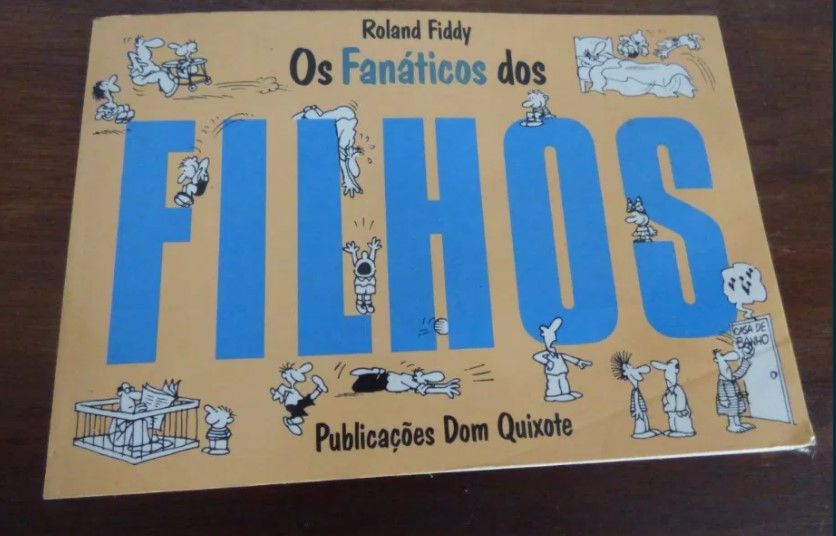 Roland Fiddy
Os Fanáticos dos
FILHOS
CASA DE
BANHO
Publicações Dom Quixote